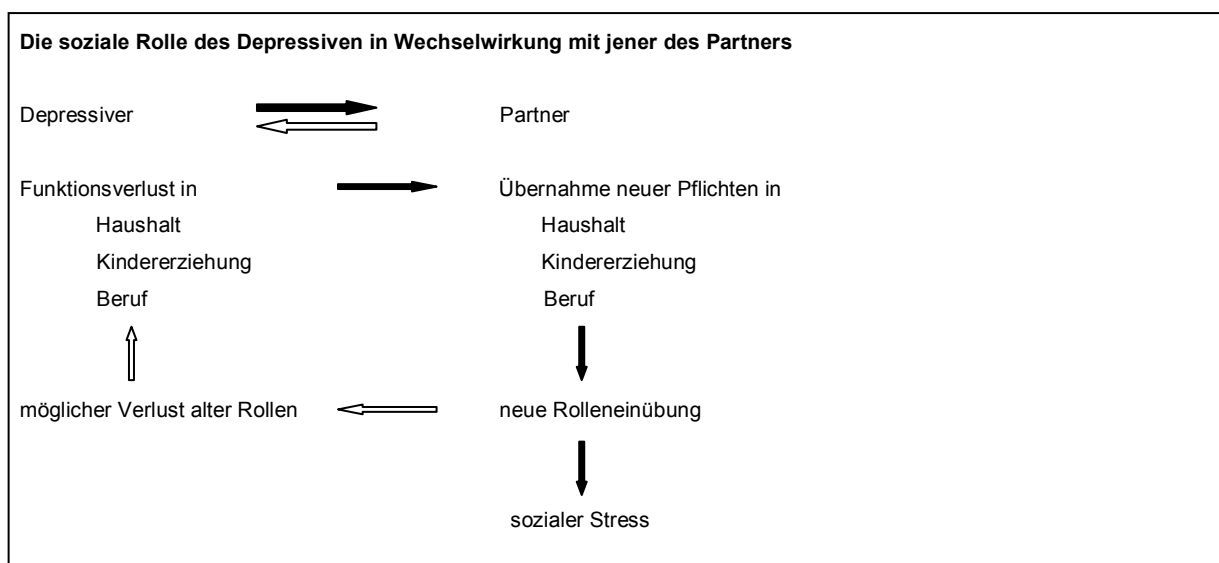 Die soziale Rolle des Depressiven in Wechselwirkung mit jener des Partners
Depressiver Partner
Funktionsverlust in Übernahme neuer Pflichten in
Haushalt Haushalt
Kindererziehung Kindererziehung
Beruf Beruf
möglicher Verlust alter Rollen neue Rolleneinübung
sozialer Stress